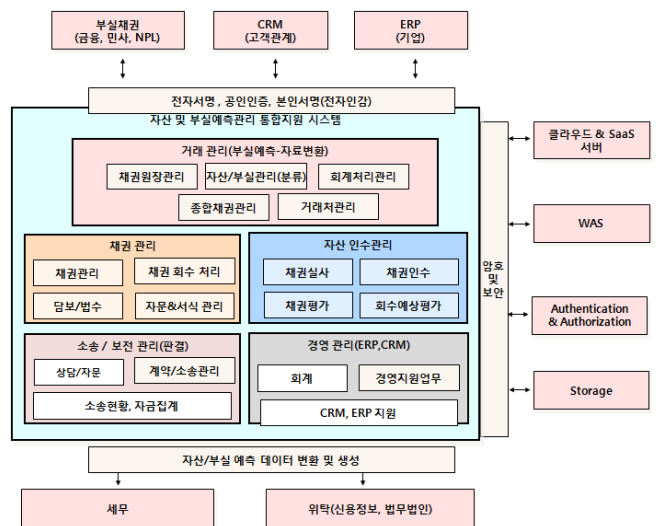 부실채권
(금융, 민사, NPL)
CRM
(고객관계)
ERP
(기업)
전자서명 , 공인인증, 본인서명(전자인감)
자산 및 부실예측관리 통합지원 시스템
거래 관리(부실예측-자료변환)
채권원장관리
자산/부실관리(분류)
회계처리관리
종합채권관리
거래처관리
채권 관리
채권관리
채권 회수 처리
담보/법수
자문&서식 관리
자산 인수관리
채권실사
채권인수
채권평가
회수예상평가
소송 / 보전 관리(판결)
상담/자문
계약/소송관리
소송현황, 자금집계
경영 관리(ERP,CRM)
회계
경영지원업무
CRM, ERP 지원
암호
및
보안
클라우드 & SaaS
서버
WAS
Authentication
& Authorization
Storage
자산/부실 예측 데이터 변환 및 생성
세무
위탁(신용정보, 법무법인)